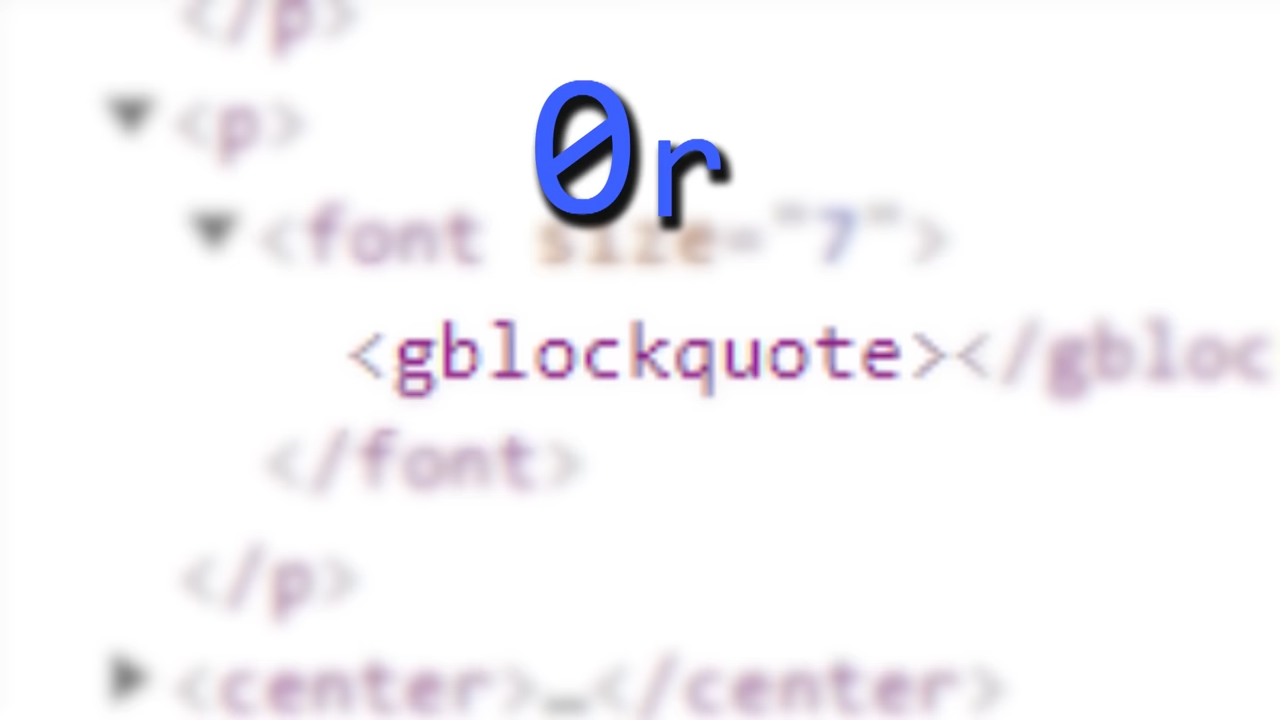 </p>
▼ <p>
0r
▼ <font size="7">
<gblockquote></gbloc
</font>
</p>
▶ <center>…</center>